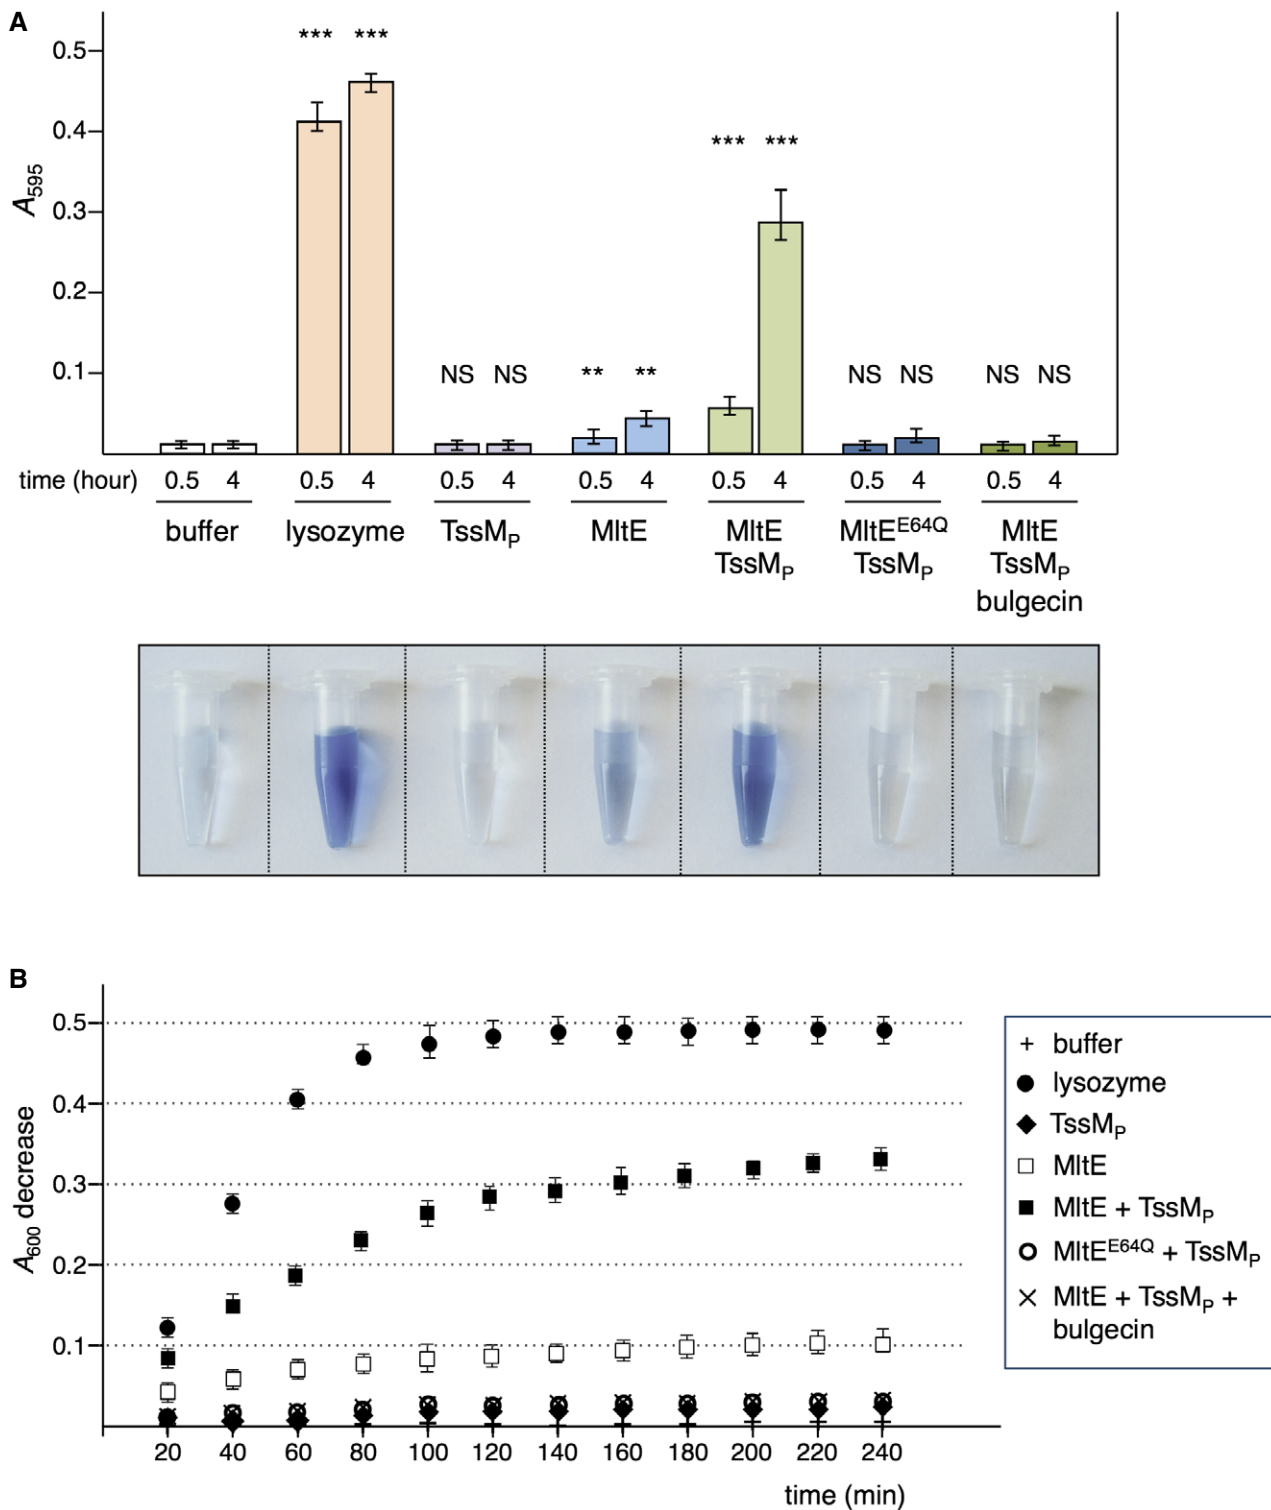 A
0.5
0.4
0.3
0.2
0.1
A595
*** ***
NS NS
** **
*** ***
NS NS
NS NS
time (hour) 0.5 4 0.5 4 0.5 4 0.5 4 0.5 4 0.5 4 0.5 4
buffer
lysozyme
TssMP
MltE
MltE
TssMP
MltEE64Q
TssMP
MltE
TssMP
bulgecin
B
0.5
0.4
0.3
0.2
0.1
A600 decrease
20 40 60 80 100 120 140 160 180 200 220 240
time (min)
+ buffer
lysozyme
TssMP
MltE
MltE + TssMP
MltEE64Q + TssMP
MltE + TssMP +
bulgecin